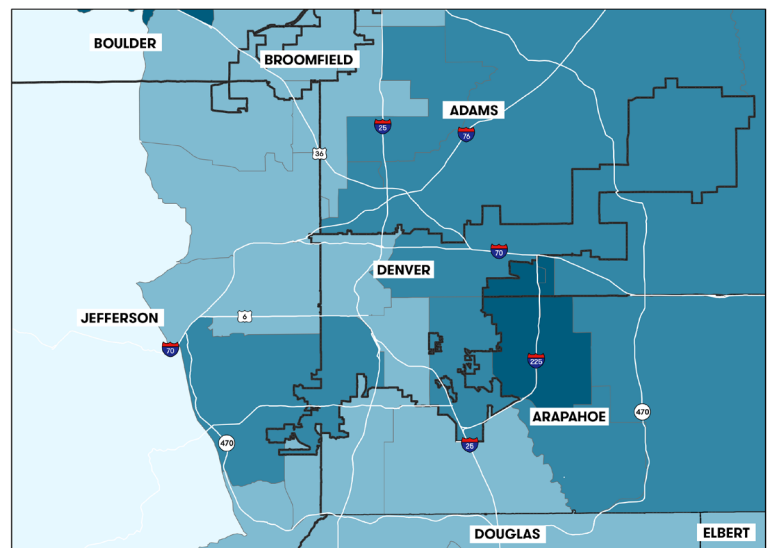 BOULDER
BROOMFIELD
ADAMS
25
76
36
70
DENVER
JEFFERSON
6
70
225
ARAPAHOE
470
470
25
DOUGLAS
ELBERT